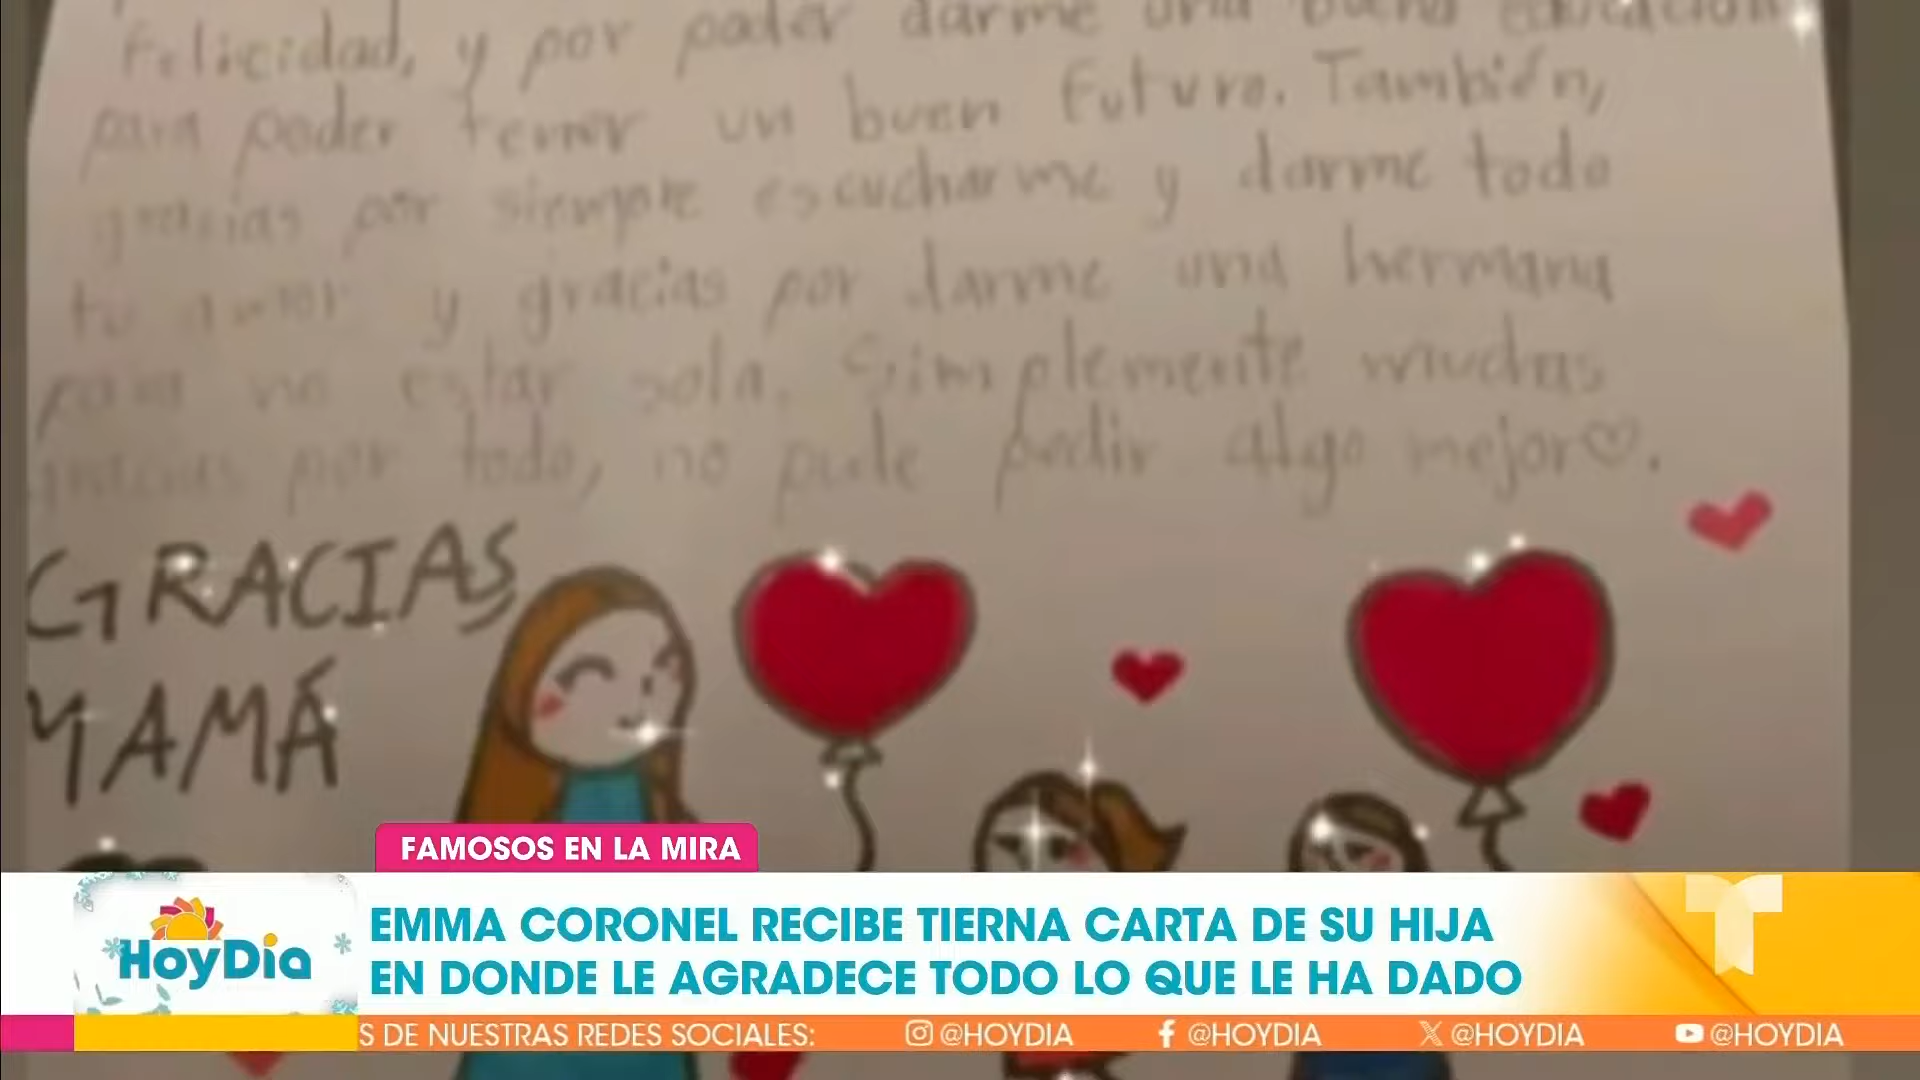 felicidad, y por poder darme una buena educación
para poder tener un buen futuro. También,
gracias por siempre escucharme y darme todo
tu amor y gracias por darme una hermana
para no estar sola. Simplemente muchas
gracias por todo, no pude pedir algo mejor♡.
GRACIAS
MAMÁ
FAMOSOS EN LA MIRA
HoyDía
EMMA CORONEL RECIBE TIERNA CARTA DE SU HIJA
EN DONDE LE AGRADECE TODO LO QUE LE HA DADO
S DE NUESTRAS REDES SOCIALES: @HOYDIA @HOYDIA @HOYDIA @HOYDIA